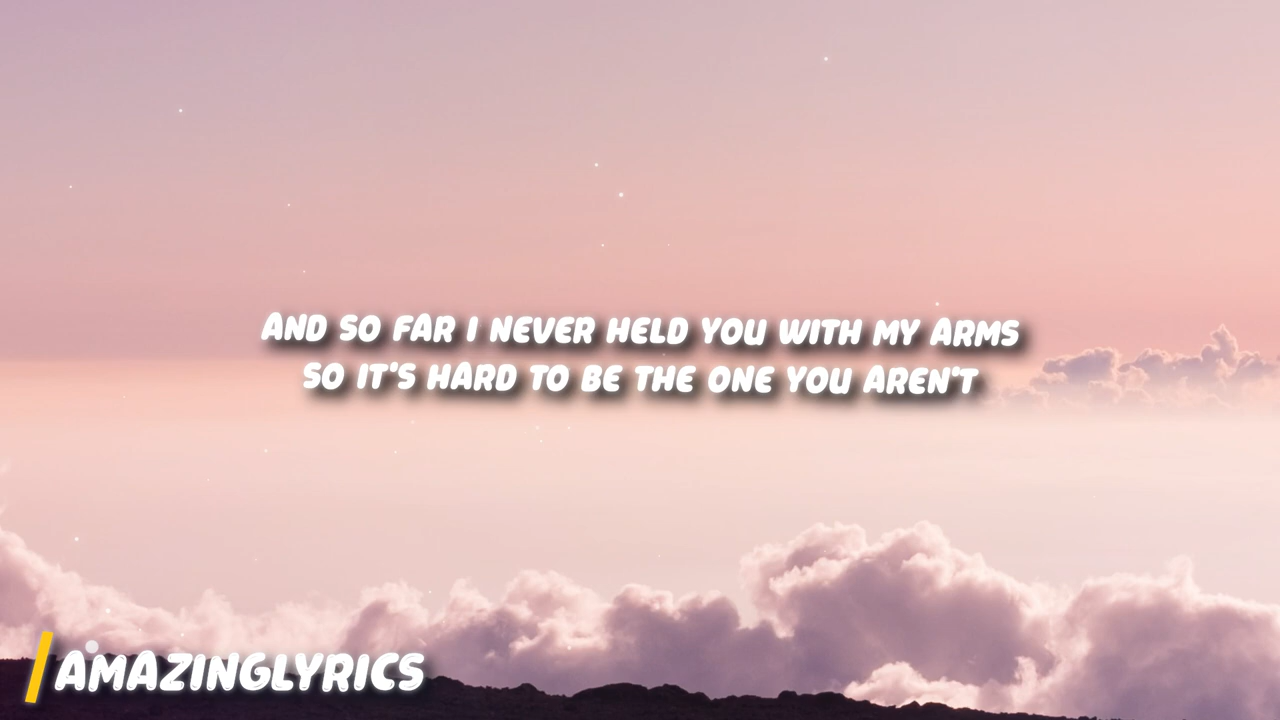 AND SO FAR I NEVER HELD YOU WITH MY ARMS
SO IT'S HARD TO BE THE ONE YOU AREN'T
AMAZINGLYRICS